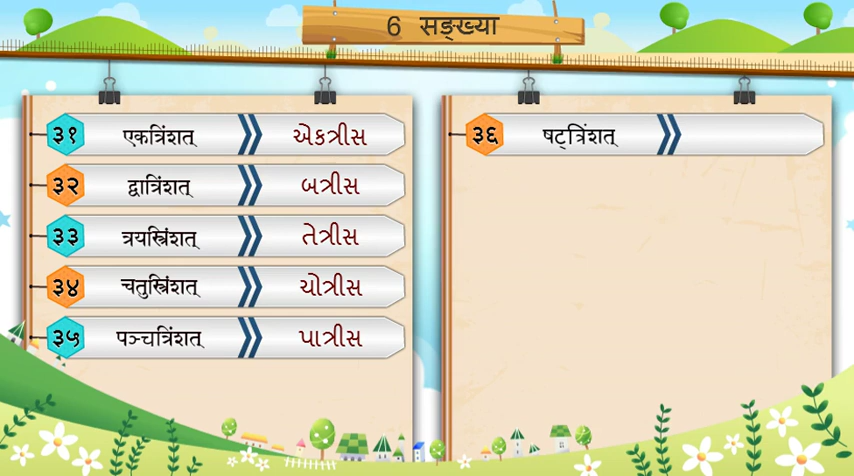 6 सङ्ख्या
३१ एकत्रिंशत् એકત્રીસ
३२ द्वात्रिंशत् બત્રીસ
३३ त्रयस्त्रिंशत् તેત્રીસ
३४ चतुस्त्रिंशत् ચોત્રીસ
३५ पञ्चत्रिंशत् પાત્રીસ
३६ षट्त्रिंशत्